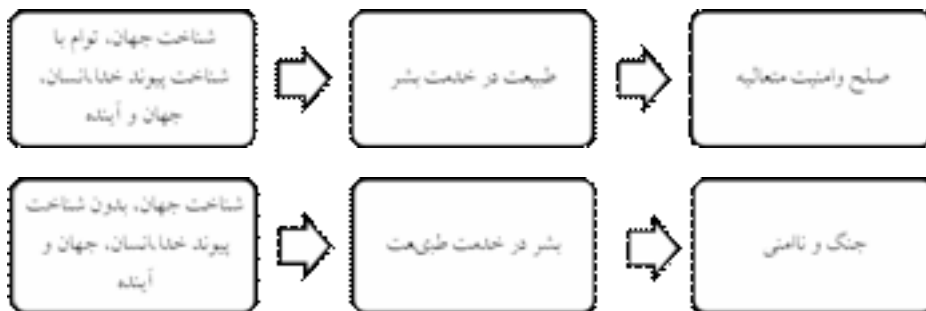 شناخت جهان، توام با
شناخت پیوند خدا،انسان،
جهان و آینده
طبیعت در خدمت بشر
صلح وامنیت متعالیه
شناخت جهان، بدون شناخت
پیوند خدا،انسان، جهان و
آینده
بشر در خدمت طبیعت
جنگ و ناامنی